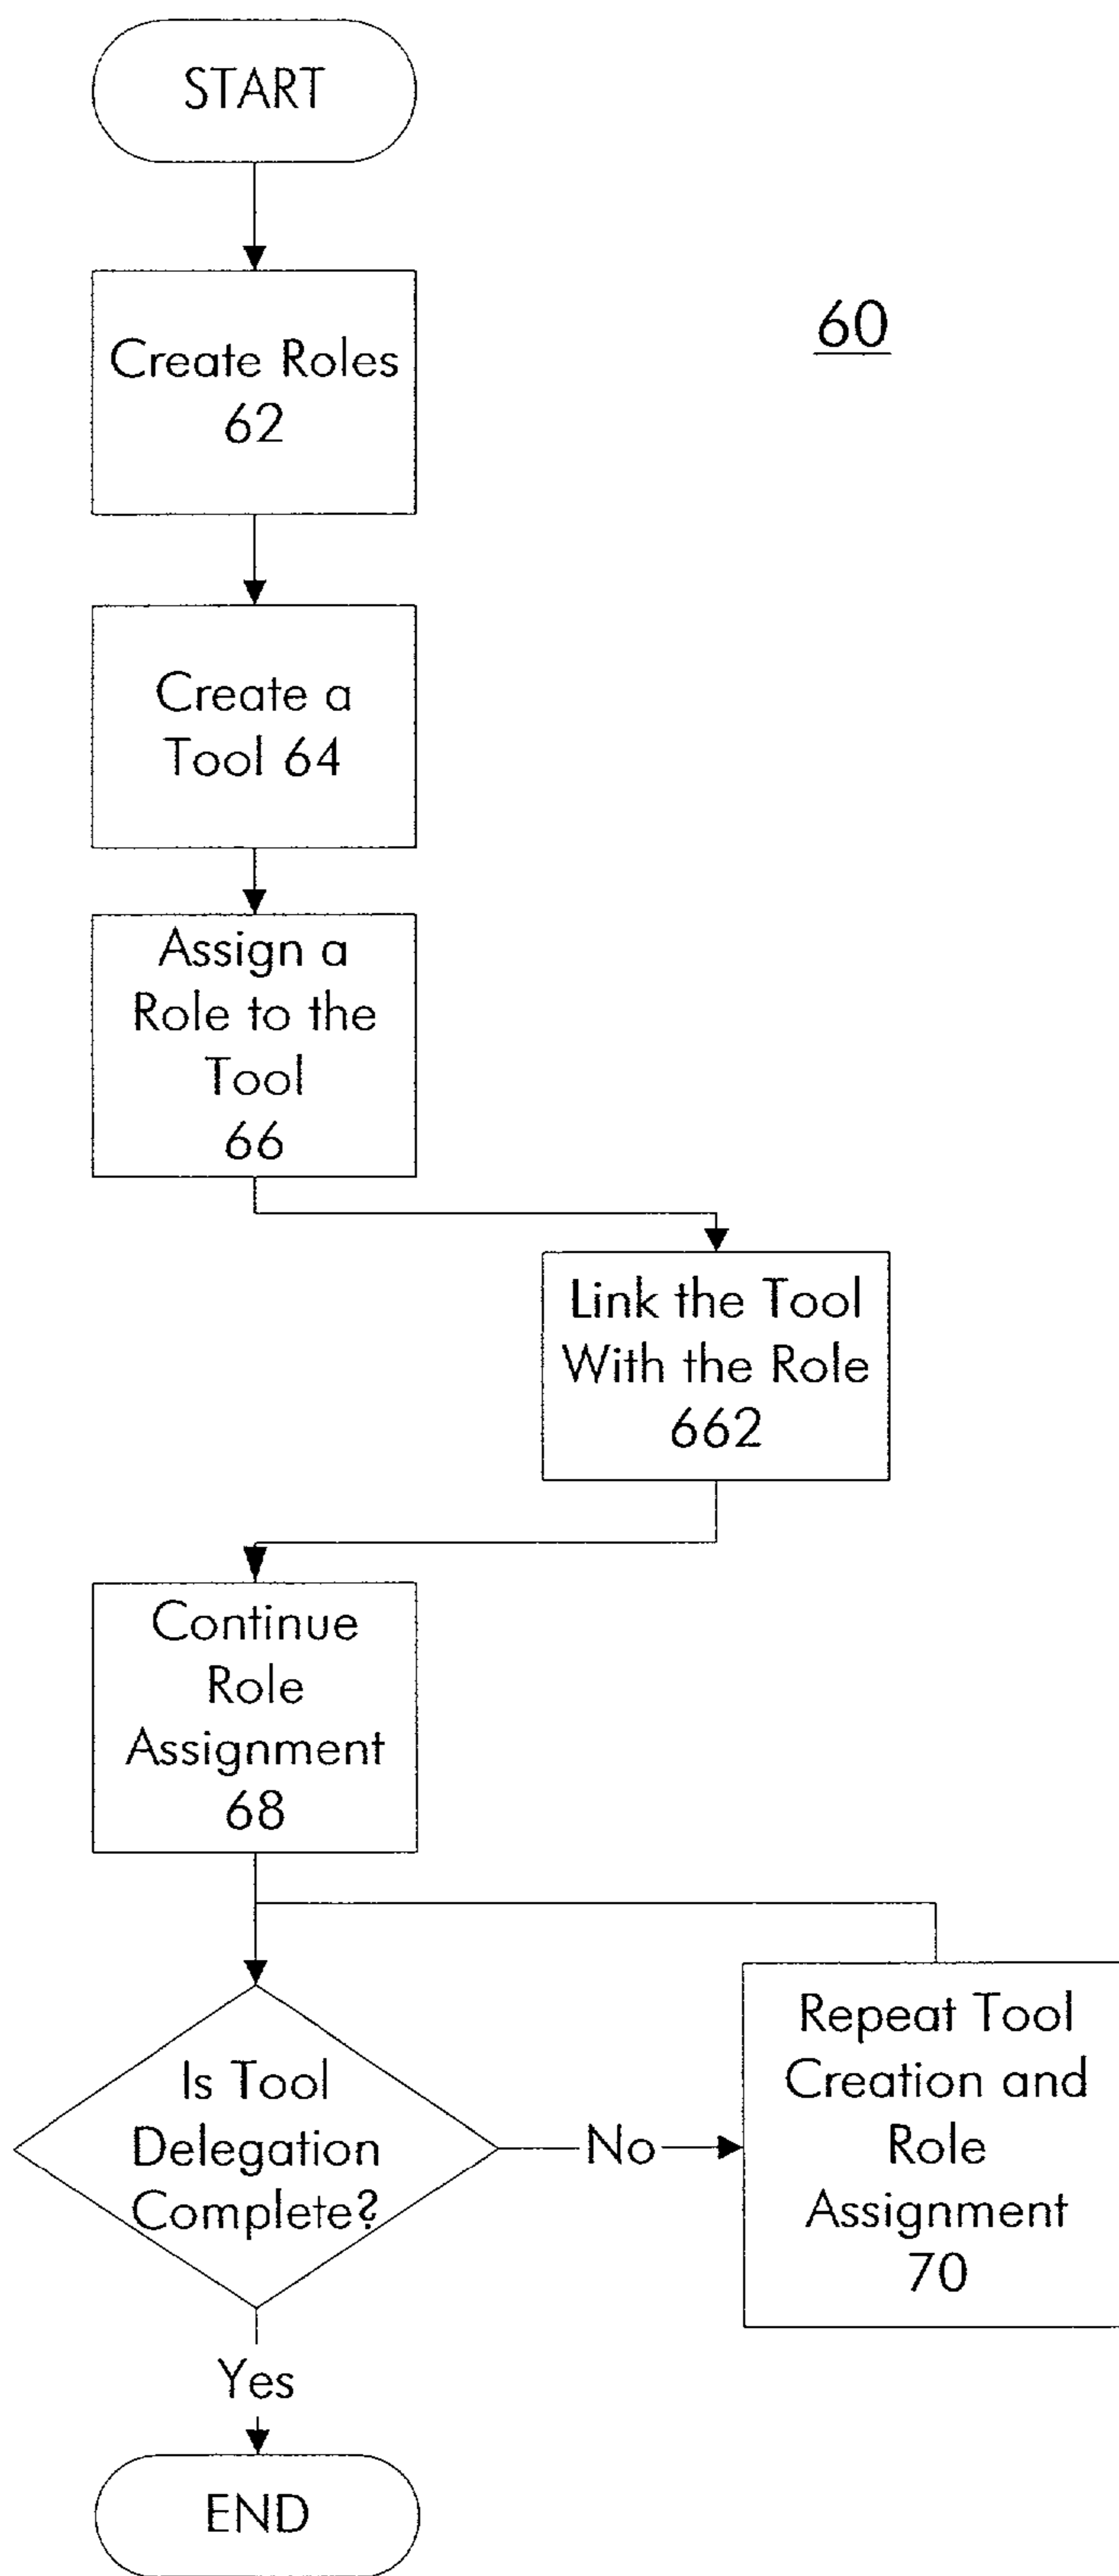 START
60
Create Roles
62
Create a
Tool 64
Assign a
Role to the
Tool
66
Link the Tool
With the Role
662
Continue
Role
Assignment
68
Is Tool
Delegation
Complete?
No
Repeat Tool
Creation and
Role
Assignment
70
Yes
END